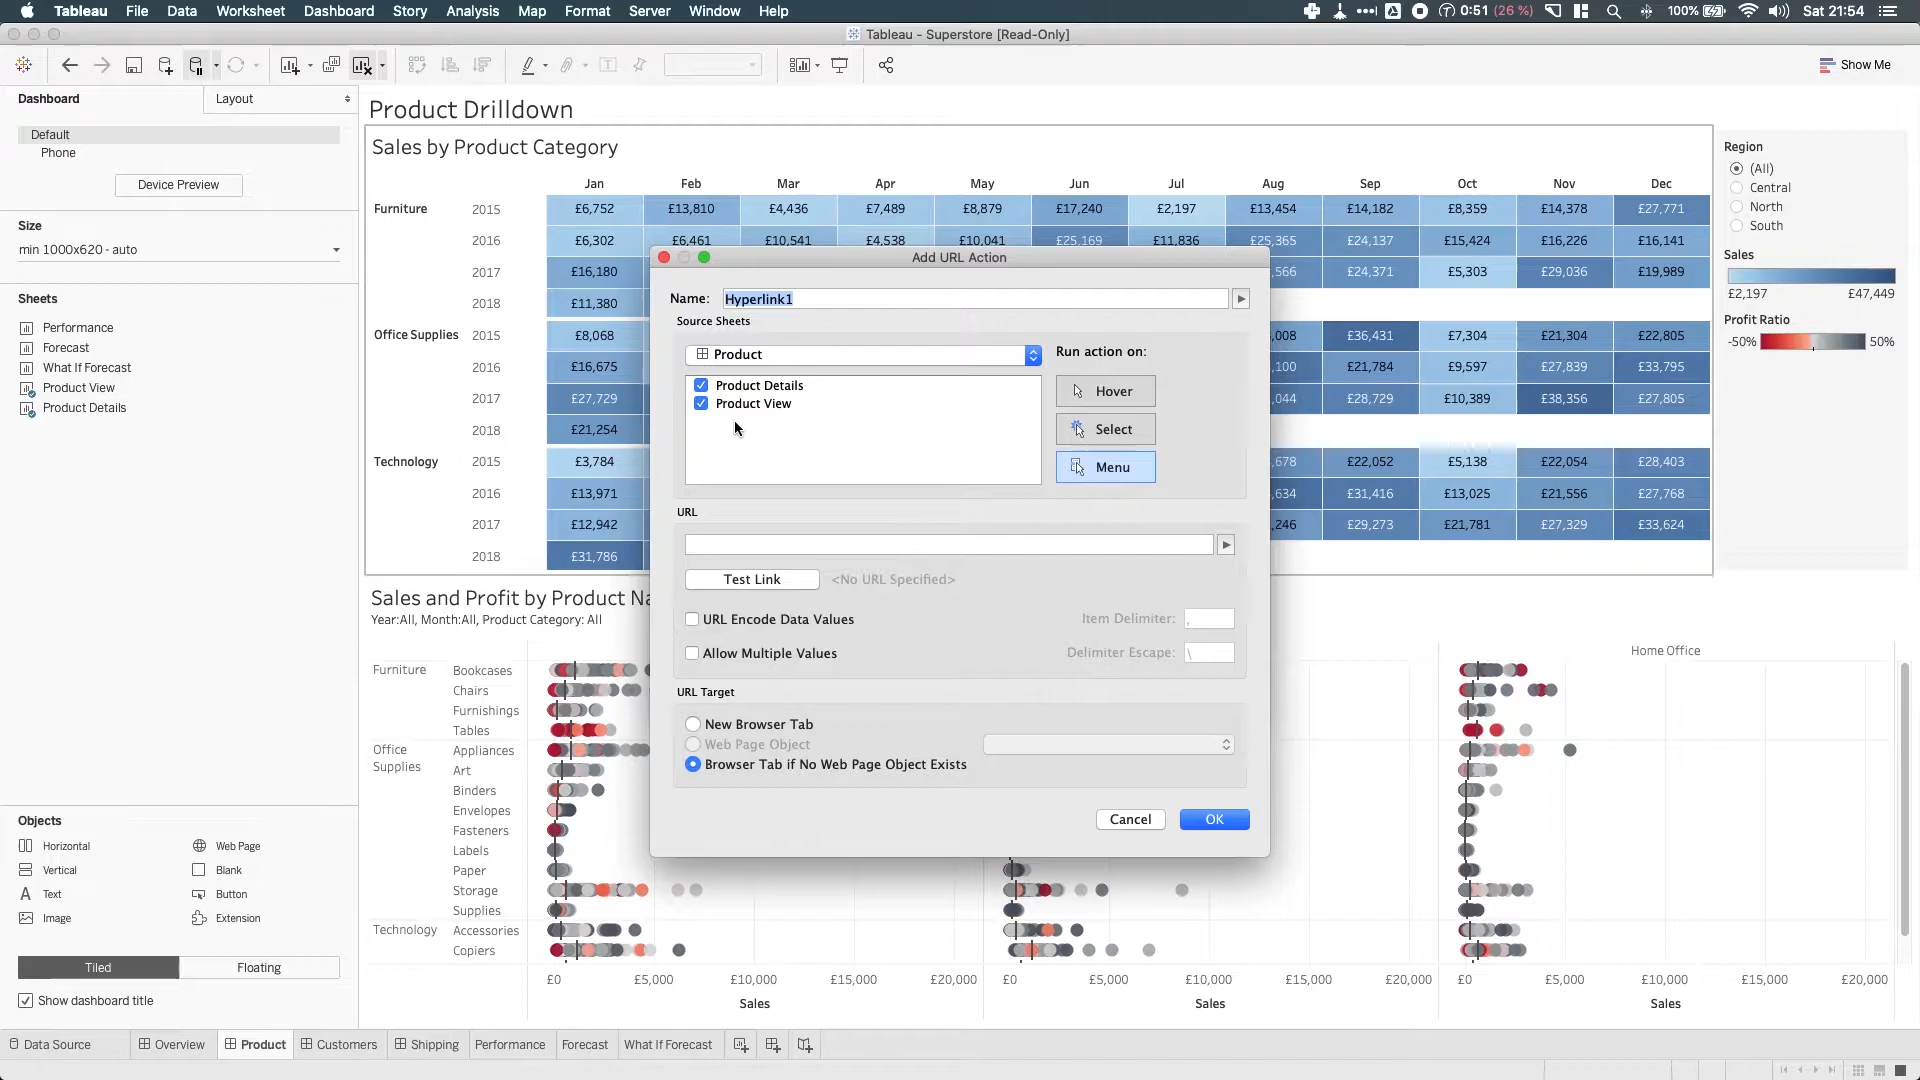 Tableau File Data Worksheet Dashboard Story Analysis Map Format Server Window Help
0:51 (26 %) 100% Sat 21:54
Tableau - Superstore [Read-Only]
Show Me
Dashboard Layout
Default
Phone
Device Preview
Size
min 1000x620 - auto
Sheets
Performance
Forecast
What If Forecast
Product View
Product Details
Objects
Horizontal Web Page
Vertical Blank
Text Button
Image Extension
Tiled Floating
Show dashboard title
Product Drilldown
Sales by Product Category
Jan Feb Mar Apr May Jun Jul Aug Sep Oct Nov Dec
Furniture 2015 £6,752 £13,810 £4,436 £7,489 £8,879 £17,240 £2,197 £13,454 £14,182 £8,359 £14,378 £27,771
2016 £6,302 £6,461 £10,541 £4,538 £10,041 £25,169 £11,836 £25,365 £24,137 £15,424 £16,226 £16,141
2017 £16,180 ,566 £24,371 £5,303 £29,036 £19,989
2018 £11,380
Office Supplies 2015 £8,068 ,008 £36,431 £7,304 £21,304 £22,805
2016 £16,675 ,100 £21,784 £9,597 £27,839 £33,795
2017 £27,729 ,044 £28,729 £10,389 £38,356 £27,805
2018 £21,254
Technology 2015 £3,784 ,678 £22,052 £5,138 £22,054 £28,403
2016 £13,971 ,634 £31,416 £13,025 £21,556 £27,768
2017 £12,942 ,246 £29,273 £21,781 £27,329 £33,624
2018 £31,786
Region
(All)
Central
North
South
Sales
£2,197 £47,449
Profit Ratio
-50% 50%
Add URL Action
Name: Hyperlink1
Source Sheets
Product
Run action on:
Product Details
Product View
Hover
Select
Menu
URL
Test Link <No URL Specified>
URL Encode Data Values Item Delimiter: ,
Allow Multiple Values Delimiter Escape: \
URL Target
New Browser Tab
Web Page Object
Browser Tab if No Web Page Object Exists
Cancel OK
Sales and Profit by Product Na
Year:All, Month:All, Product Category: All
Home Office
Furniture Bookcases
Chairs
Furnishings
Tables
Office Supplies Appliances
Art
Binders
Envelopes
Fasteners
Labels
Paper
Storage
Supplies
Technology Accessories
Copiers
£0 £5,000 £10,000 £15,000 £20,000 £0 £5,000 £10,000 £15,000 £20,000 £0 £5,000 £10,000 £15,000 £20,000
Sales Sales Sales
Data Source Overview Product Customers Shipping Performance Forecast What If Forecast